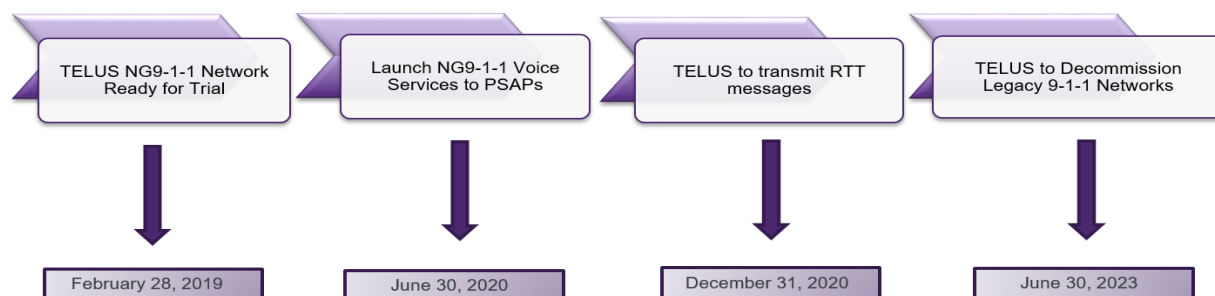 TELUS NG9-1-1 Network
Ready for Trial
Launch NG9-1-1 Voice
Services to PSAPs
TELUS to transmit RTT
messages
TELUS to Decommission
Legacy 9-1-1 Networks
February 28, 2019
June 30, 2020
December 31, 2020
June 30, 2023